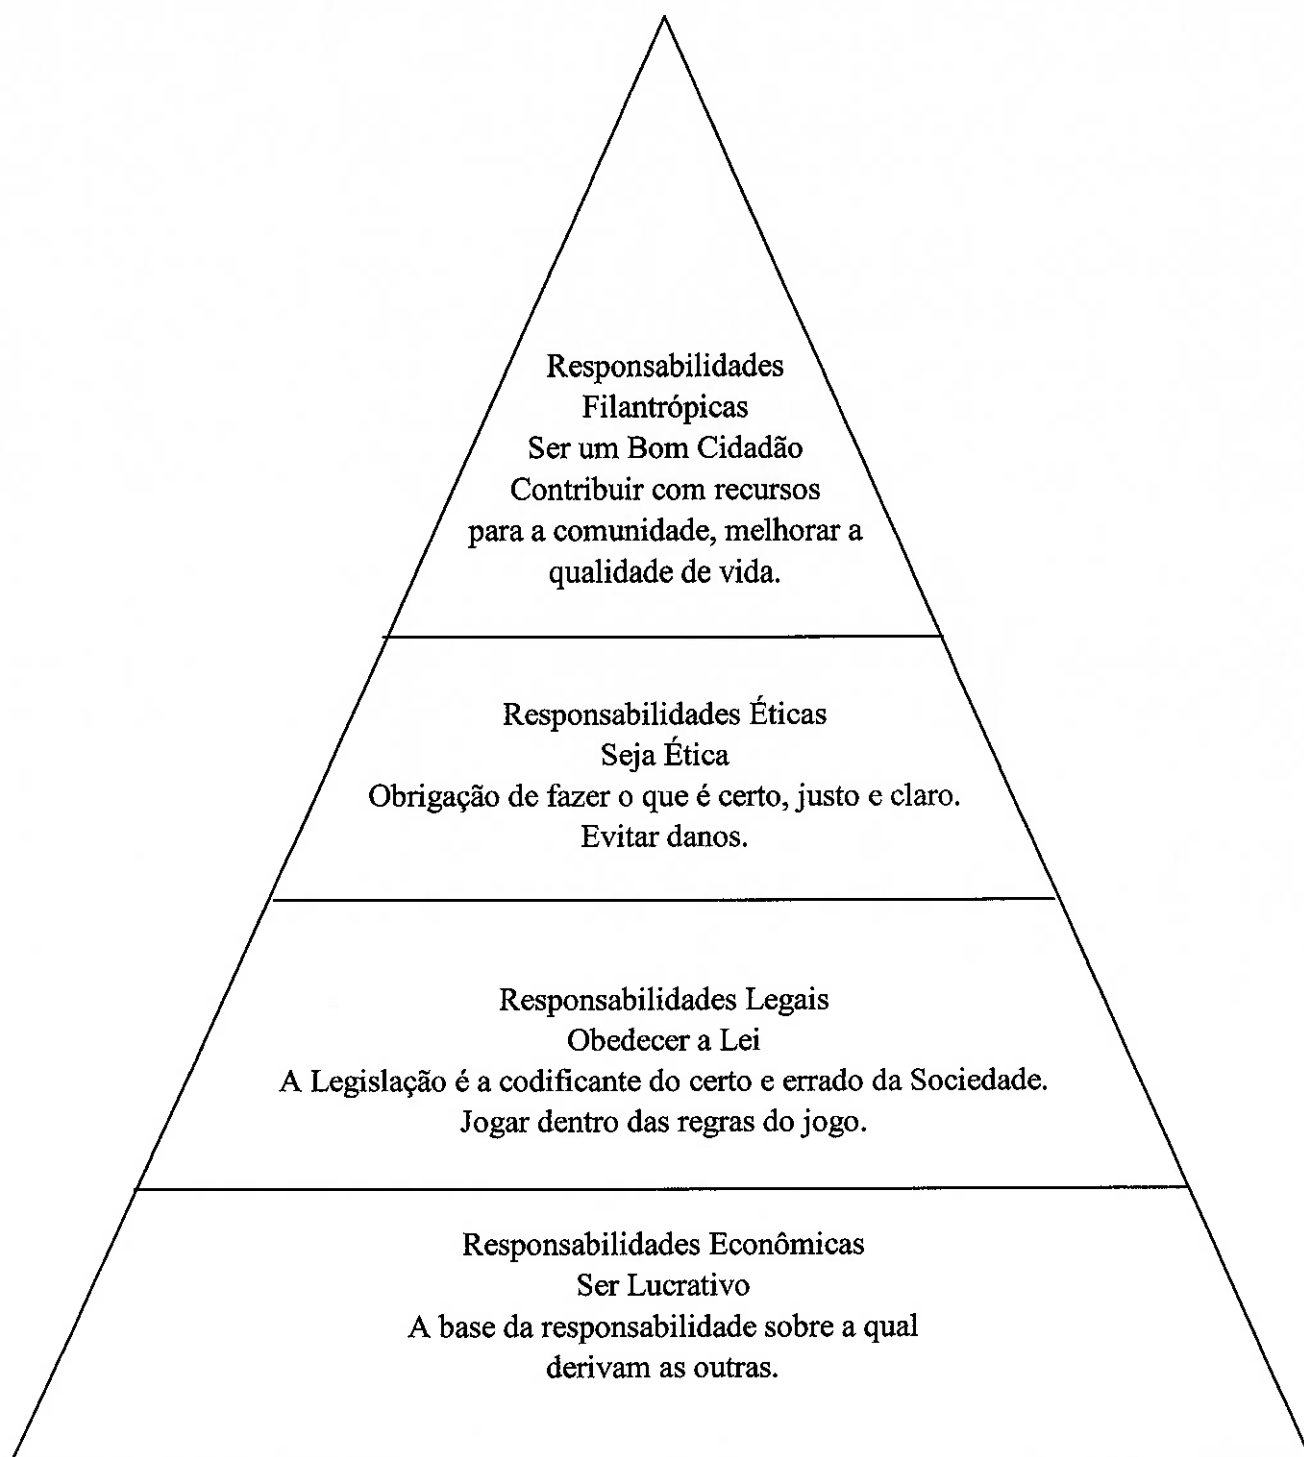 Responsabilidades
Filantrópicas
Ser um Bom Cidadão
Contribuir com recursos
para a comunidade, melhorar a
qualidade de vida.
Responsabilidades Éticas
Seja Ética
Obrigação de fazer o que é certo, justo e claro.
Evitar danos.
Responsabilidades Legais
Obedecer a Lei
A Legislação é a codificante do certo e errado da Sociedade.
Jogar dentro das regras do jogo.
Responsabilidades Econômicas
Ser Lucrativo
A base da responsabilidade sobre a qual
derivam as outras.